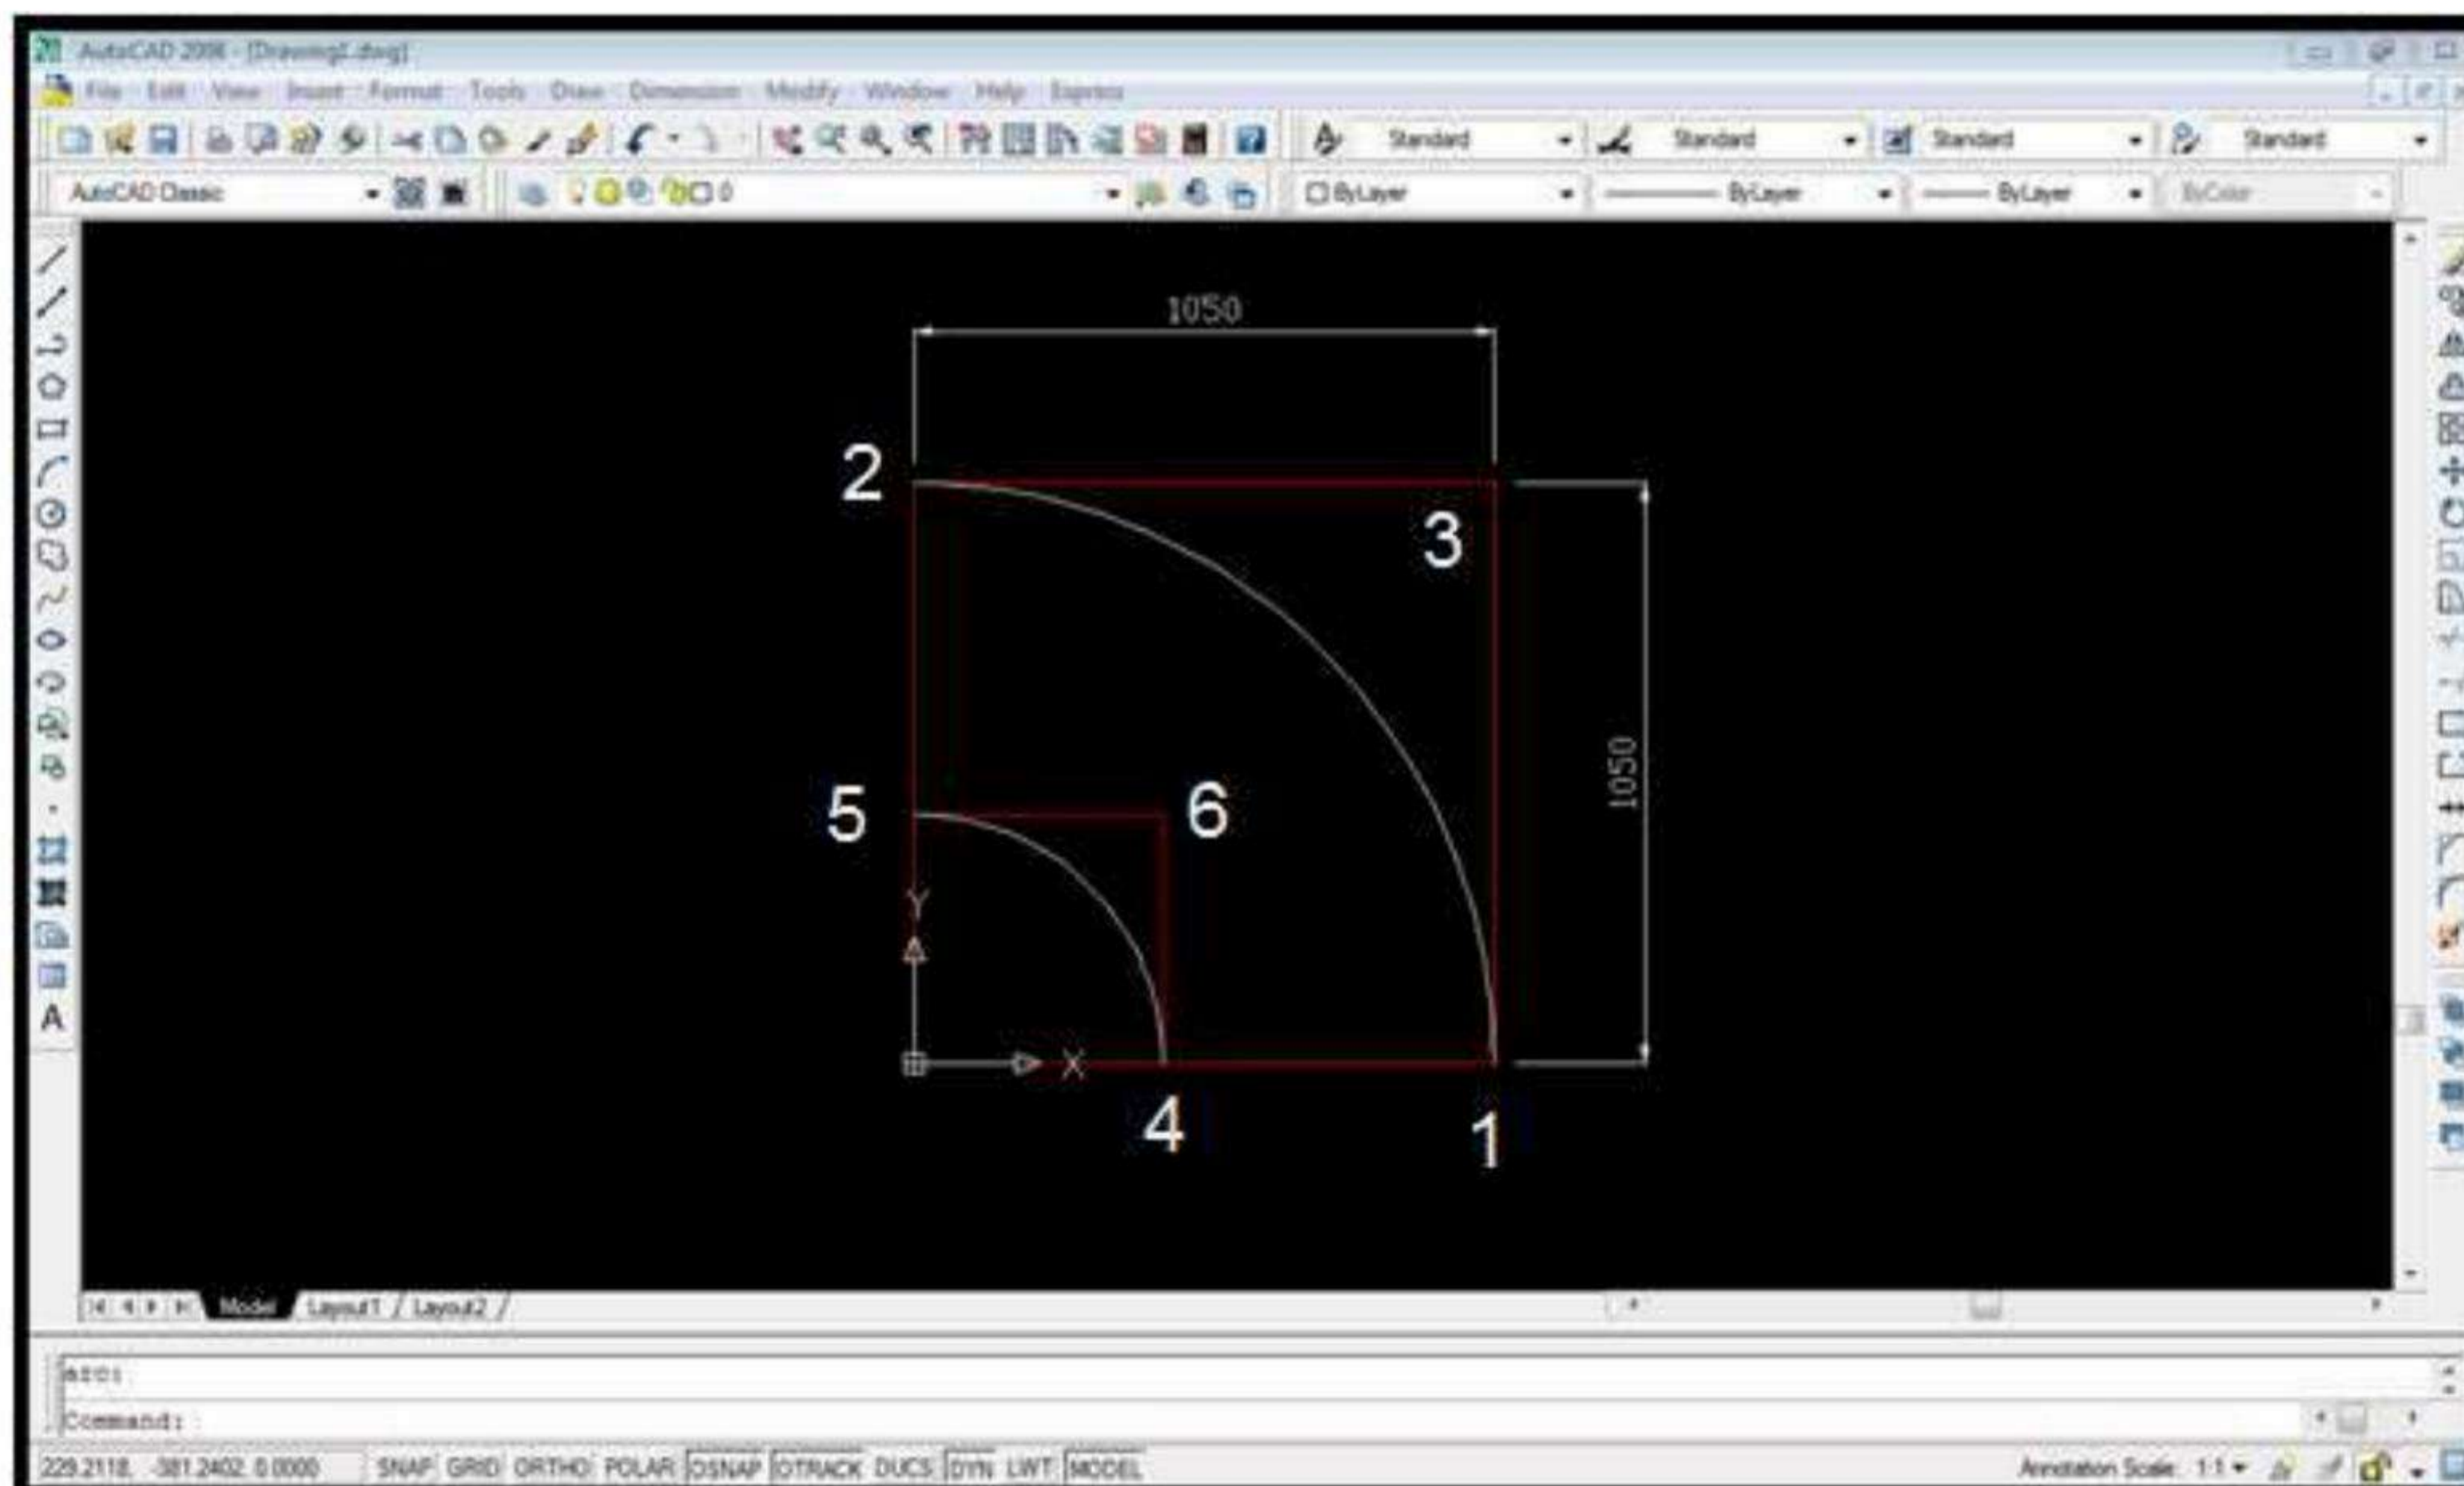 AutoCAD 2008 - [Drawing1.dwg]
File Edit View Insert Format Tools Draw Dimension Modify Window Help Express
Standard Standard Standard Standard
AutoCAD Classic 0 ByLayer ByLayer ByLayer ByColor
1050
2
3
1050
5
6
Y
X
4
1
A
Model Layout1 Layout2
Command:
229.2118, -381.2402, 0.0000 SNAP GRID ORTHO POLAR OSNAP OTRACK DUCS DYN LWT MODEL Annotation Scale: 1:1